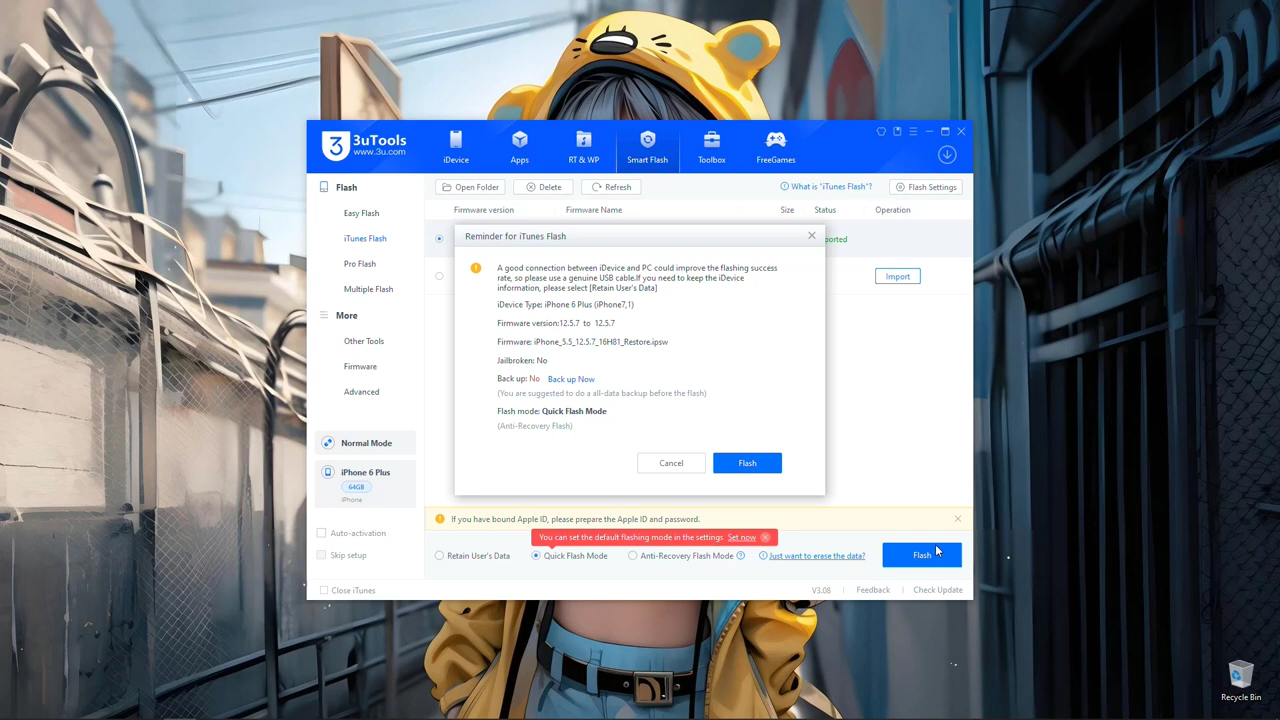 3uTools
www.3u.com
iDevice
Apps
RT & WP
Smart Flash
Toolbox
FreeGames
Flash
Easy Flash
iTunes Flash
Pro Flash
Multiple Flash
More
Other Tools
Firmware
Advanced
Normal Mode
iPhone 6 Plus
64GB
iPhone
Auto-activation
Skip setup
Close iTunes
Open Folder
Delete
Refresh
What is "iTunes Flash"?
Flash Settings
Firmware version Firmware Name Size Status Operation
ported
Import
Reminder for iTunes Flash
A good connection between iDevice and PC could improve the flashing success
rate, so please use a genuine USB cable.If you need to keep the iDevice
information, please select [Retain User's Data]
iDevice Type: iPhone 6 Plus (iPhone7,1)
Firmware version:12.5.7 to 12.5.7
Firmware: iPhone_5.5_12.5.7_16H81_Restore.ipsw
Jailbroken: No
Back up: No Back up Now
(You are suggested to do a all-data backup before the flash)
Flash mode: Quick Flash Mode
(Anti-Recovery Flash)
Cancel
Flash
If you have bound Apple ID, please prepare the Apple ID and password.
You can set the default flashing mode in the settings Set now
Retain User's Data
Quick Flash Mode
Anti-Recovery Flash Mode
Just want to erase the data?
Flash
V3.08
Feedback
Check Update
Recycle Bin